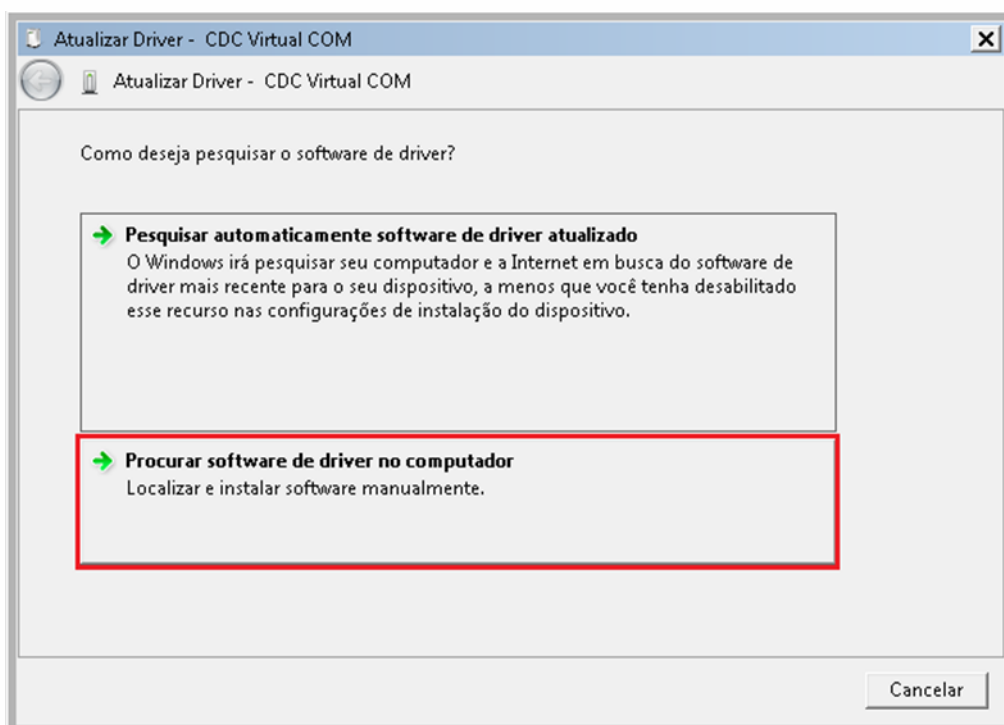 Atualizar Driver - CDC Virtual COM
Atualizar Driver - CDC Virtual COM
Como deseja pesquisar o software de driver?
Pesquisar automaticamente software de driver atualizado
O Windows irá pesquisar seu computador e a Internet em busca do software de
driver mais recente para o seu dispositivo, a menos que você tenha desabilitado
esse recurso nas configurações de instalação do dispositivo.
Procurar software de driver no computador
Localizar e instalar software manualmente.
Cancelar